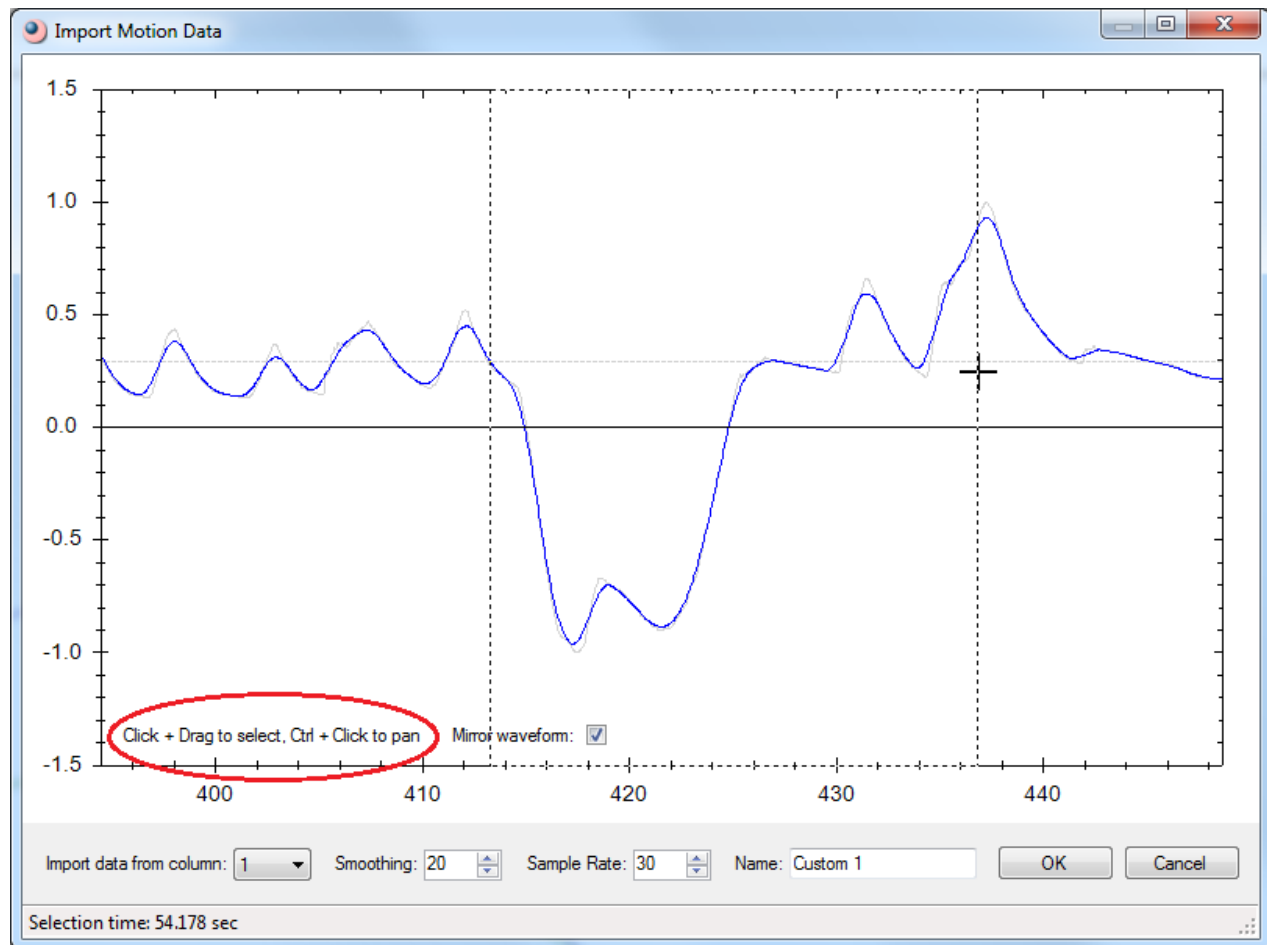 Import Motion Data
1.5
1.0
0.5
0.0
-0.5
-1.0
-1.5
Click + Drag to select, Ctrl + Click to pan Mirror waveform:
400 410 420 430 440
Import data from column: 1 Smoothing: 20 Sample Rate: 30 Name: Custom 1 OK Cancel
Selection time: 54.178 sec